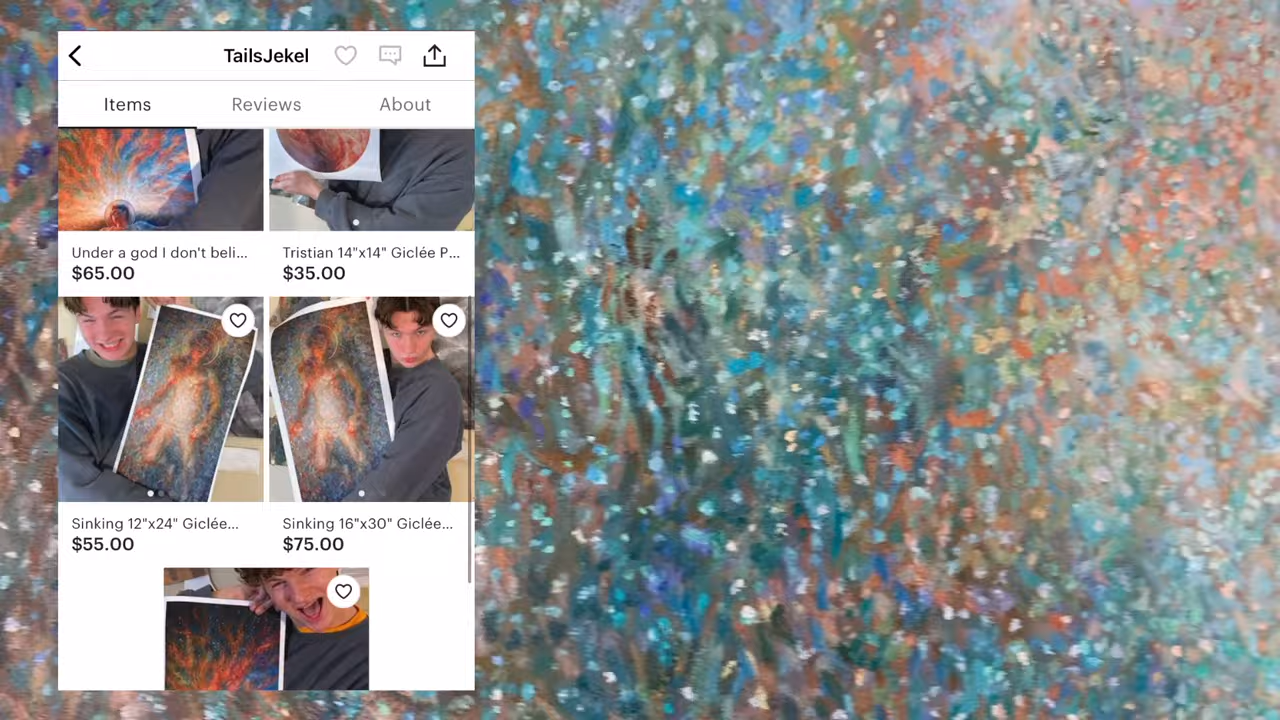 TailsJekel
Items Reviews About
Under a god I don't beli...
$65.00
Tristian 14"x14" Giclée P...
$35.00
Sinking 12"x24" Giclée...
$55.00
Sinking 16"x30" Giclée...
$75.00